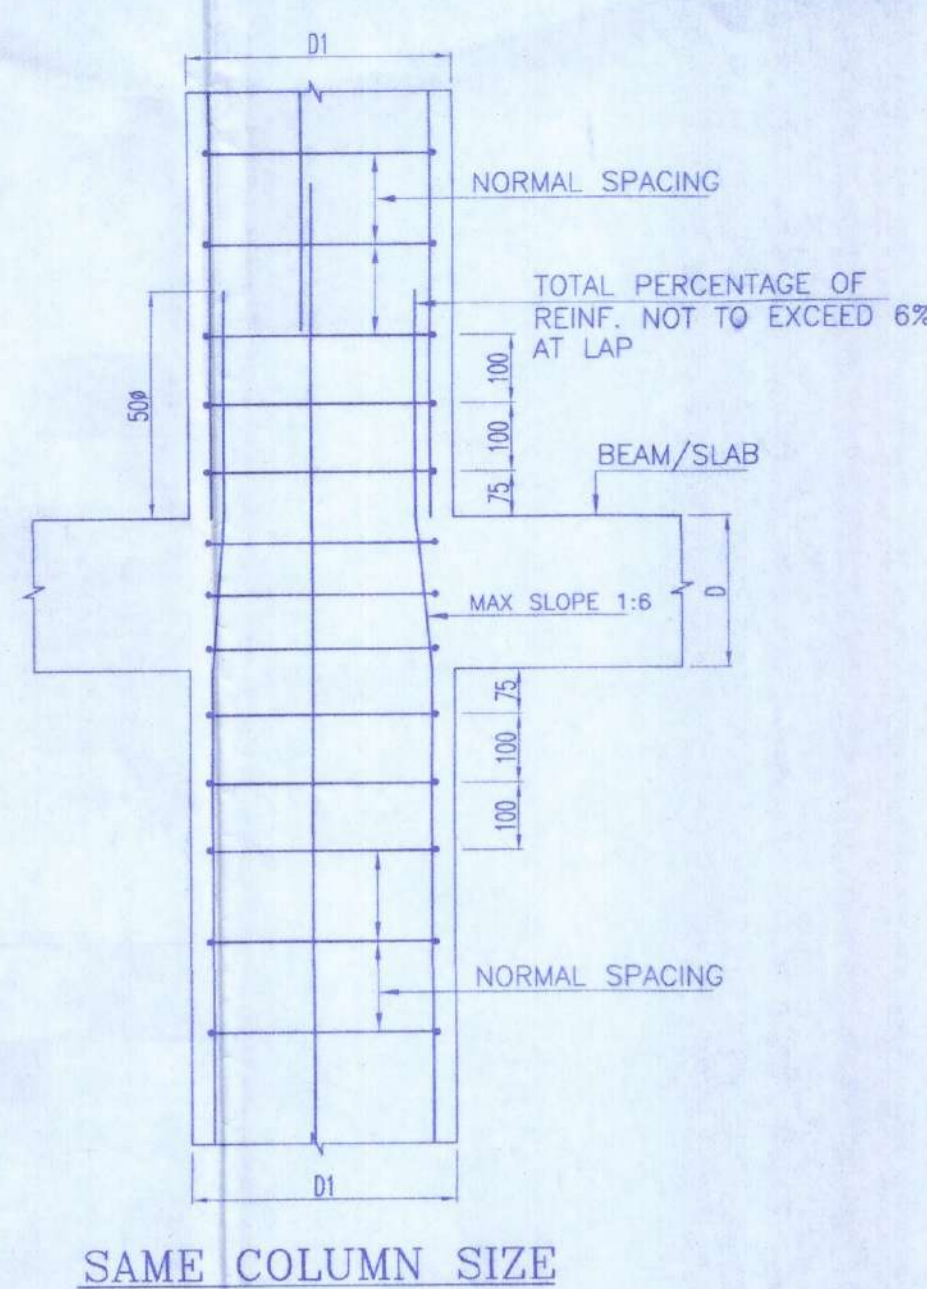 D1
NORMAL SPACING
TOTAL PERCENTAGE OF
REINF. NOT TO EXCEED 6%
AT LAP
100
100
75
50ø
BEAM/SLAB
MAX SLOPE 1:6
D
75
100
100
NORMAL SPACING
D1
SAME COLUMN SIZE